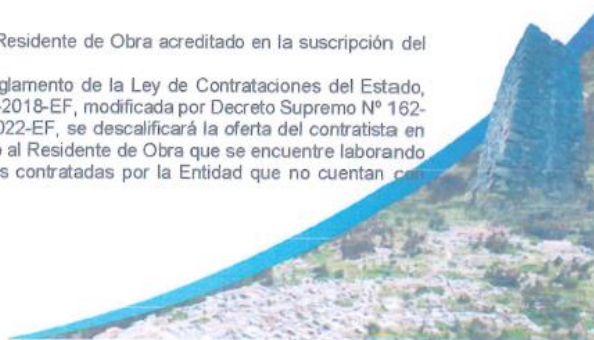 Residente de Obra acreditado en la suscripción del
glamento de la Ley de Contrataciones del Estado,
-2018-EF, modificada por Decreto Supremo Nº 162-
022-EF, se descalificará la oferta del contratista en
o al Residente de Obra que se encuentre laborando
s contratadas por la Entidad que no cuentan con